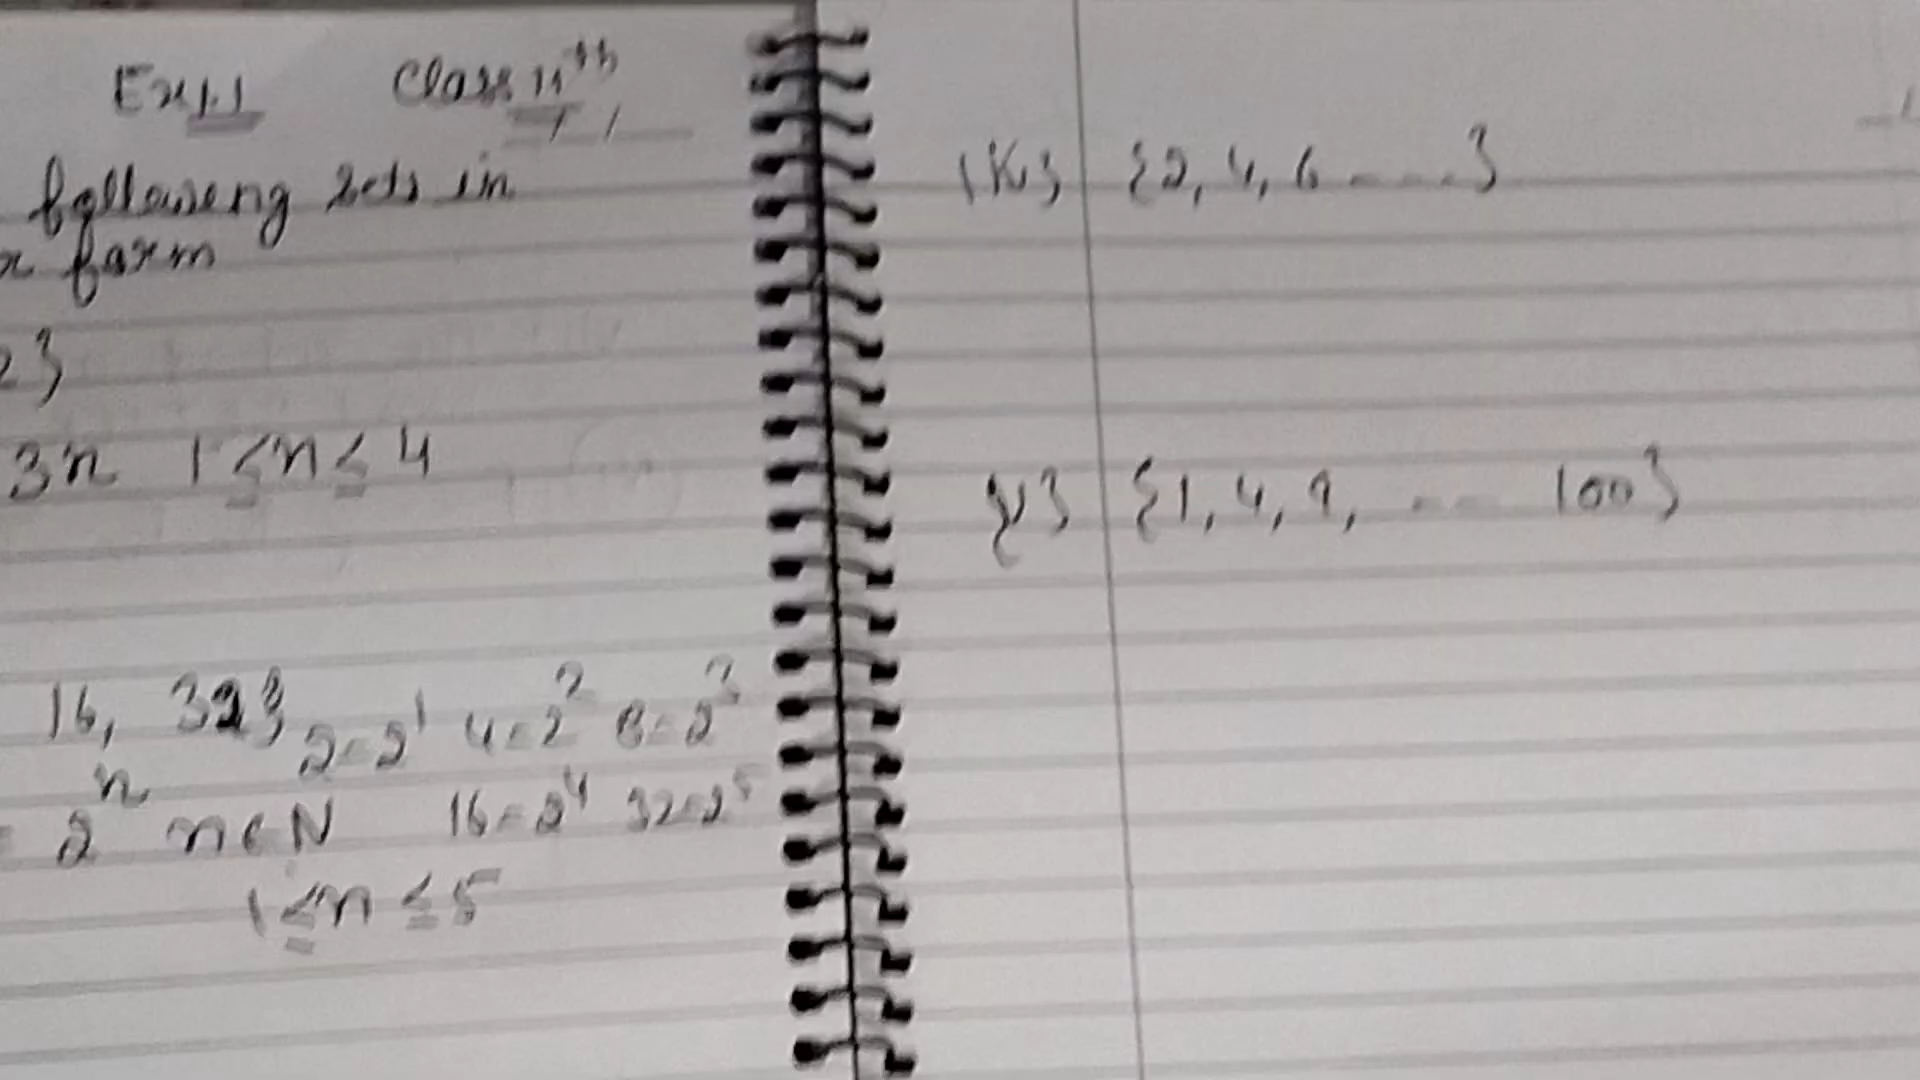 Ex 1.1 Class 11th
following sets in
x form
2}
3n 1 ≤ n ≤ 4
16, 32} 2=2¹ 4=2² 8=2³
2ⁿ n∈N 16=2⁴ 32=2⁵
1 ≤ n ≤ 5
{2, 4, 6 ....}
{1, 4, 9, .... 100}